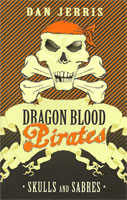 DAN JERRIS
DRAGON BLOOD
Pirates
SKULLS AND SABRES